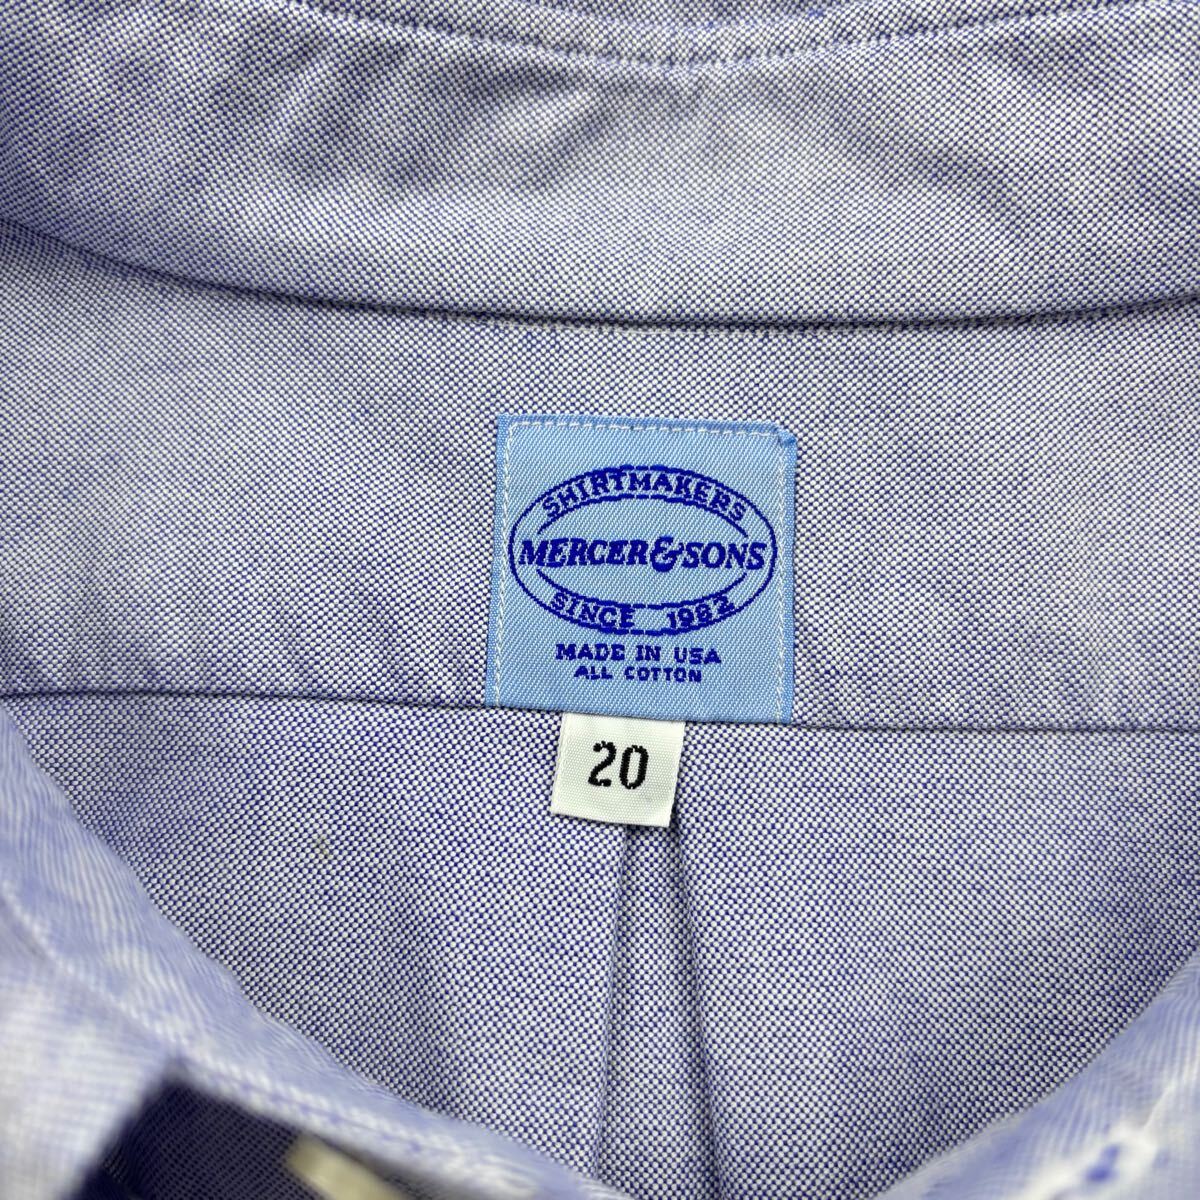 SHIRTMAKERS
MERCER&SONS
SINCE 1982
MADE IN USA
ALL COTTON
20